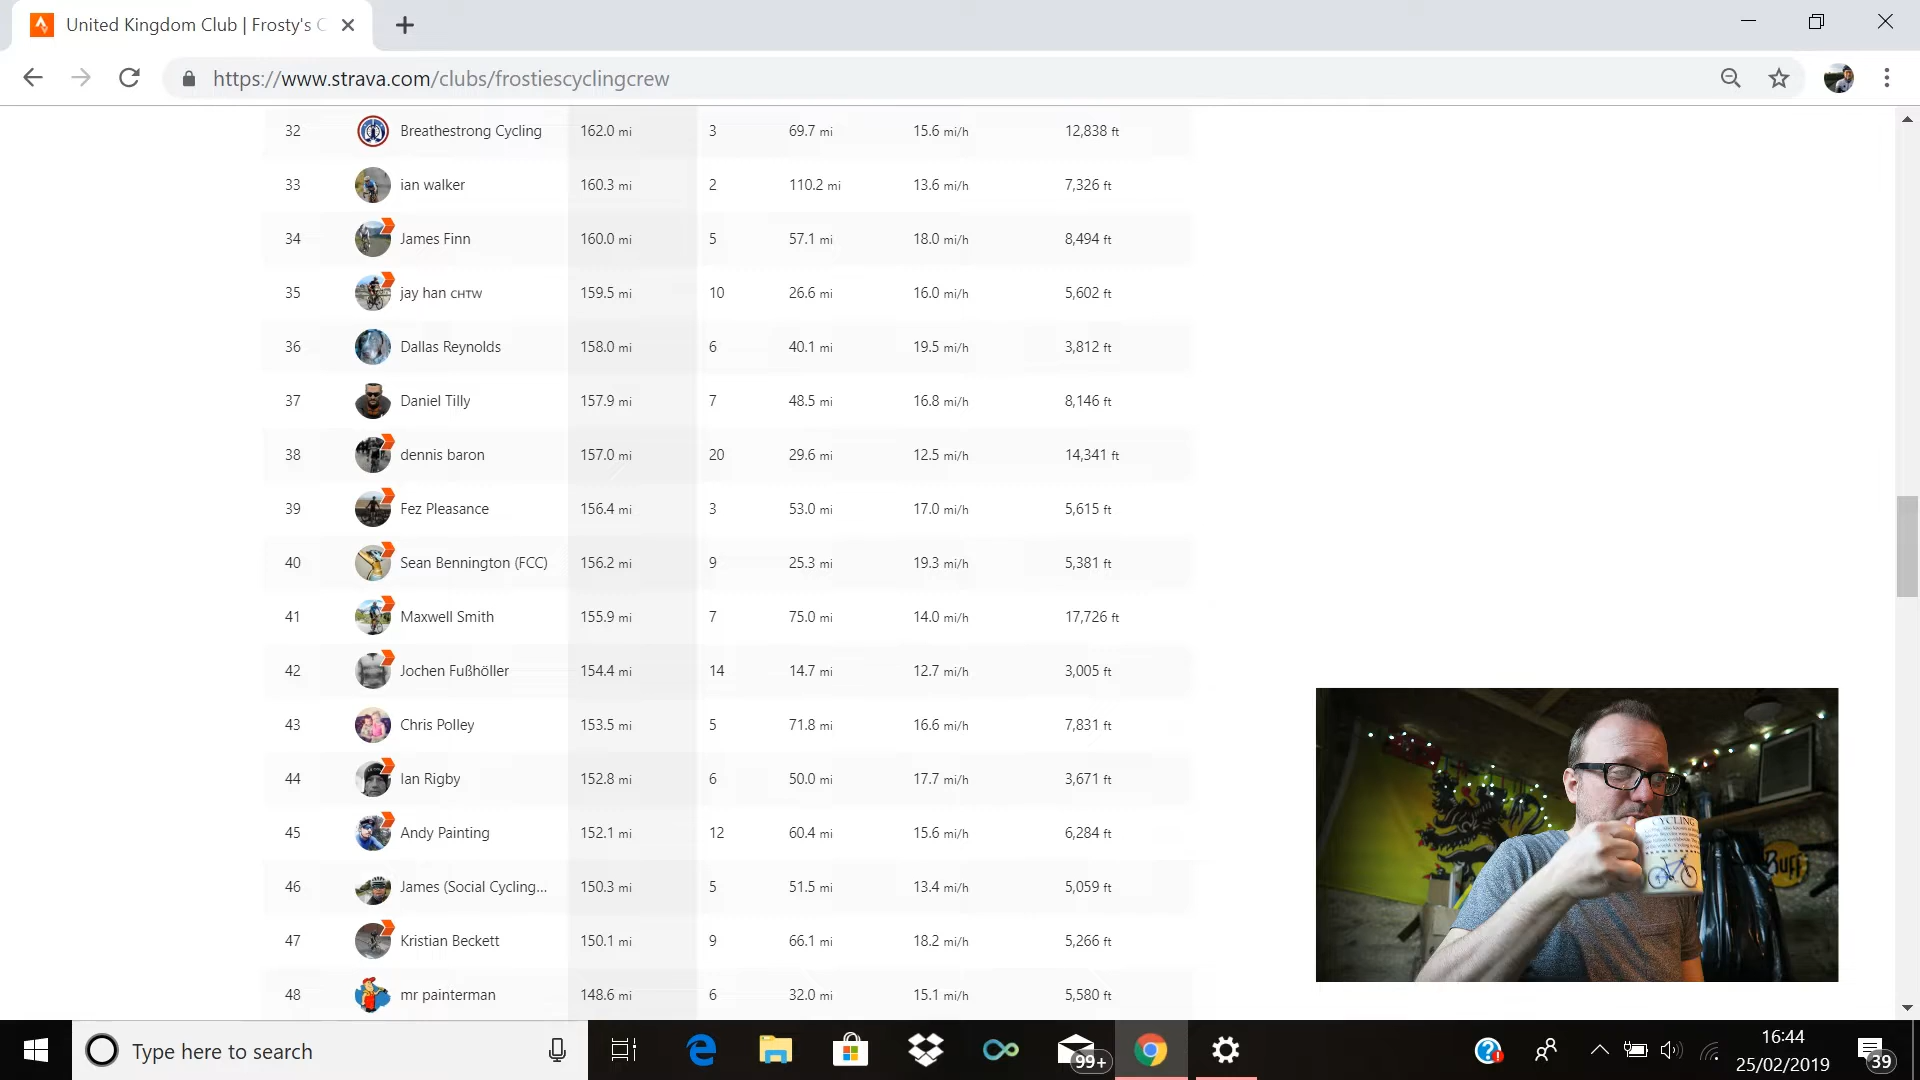 United Kingdom Club | Frosty's C
https://www.strava.com/clubs/frostiescyclingcrew
32 Breathestrong Cycling 162.0 mi 3 69.7 mi 15.6 mi/h 12,838 ft
33 ian walker 160.3 mi 2 110.2 mi 13.6 mi/h 7,326 ft
34 James Finn 160.0 mi 5 57.1 mi 18.0 mi/h 8,494 ft
35 jay han CHTW 159.5 mi 10 26.6 mi 16.0 mi/h 5,602 ft
36 Dallas Reynolds 158.0 mi 6 40.1 mi 19.5 mi/h 3,812 ft
37 Daniel Tilly 157.9 mi 7 48.5 mi 16.8 mi/h 8,146 ft
38 dennis baron 157.0 mi 20 29.6 mi 12.5 mi/h 14,341 ft
39 Fez Pleasance 156.4 mi 3 53.0 mi 17.0 mi/h 5,615 ft
40 Sean Bennington (FCC) 156.2 mi 9 25.3 mi 19.3 mi/h 5,381 ft
41 Maxwell Smith 155.9 mi 7 75.0 mi 14.0 mi/h 17,726 ft
42 Jochen Fußhöller 154.4 mi 14 14.7 mi 12.7 mi/h 3,005 ft
43 Chris Polley 153.5 mi 5 71.8 mi 16.6 mi/h 7,831 ft
44 Ian Rigby 152.8 mi 6 50.0 mi 17.7 mi/h 3,671 ft
45 Andy Painting 152.1 mi 12 60.4 mi 15.6 mi/h 6,284 ft
46 James (Social Cycling... 150.3 mi 5 51.5 mi 13.4 mi/h 5,059 ft
47 Kristian Beckett 150.1 mi 9 66.1 mi 18.2 mi/h 5,266 ft
48 mr painterman 148.6 mi 6 32.0 mi 15.1 mi/h 5,580 ft
CYCLING
BUFF
Type here to search
99+
16:44
25/02/2019
39